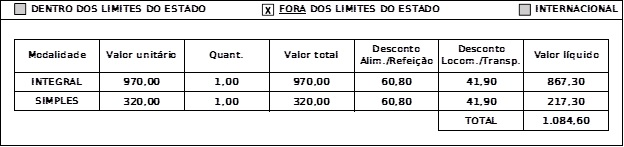 DENTRO DOS LIMITES DO ESTADO X FORA DOS LIMITES DO ESTADO INTERNACIONAL
Modalidade Valor unitário Quant. Valor total Desconto Alim./Refeição Desconto Locom./Transp. Valor líquido
INTEGRAL 970,00 1,00 970,00 60,80 41,90 867,30
SIMPLES 320,00 1,00 320,00 60,80 41,90 217,30
TOTAL 1.084,60